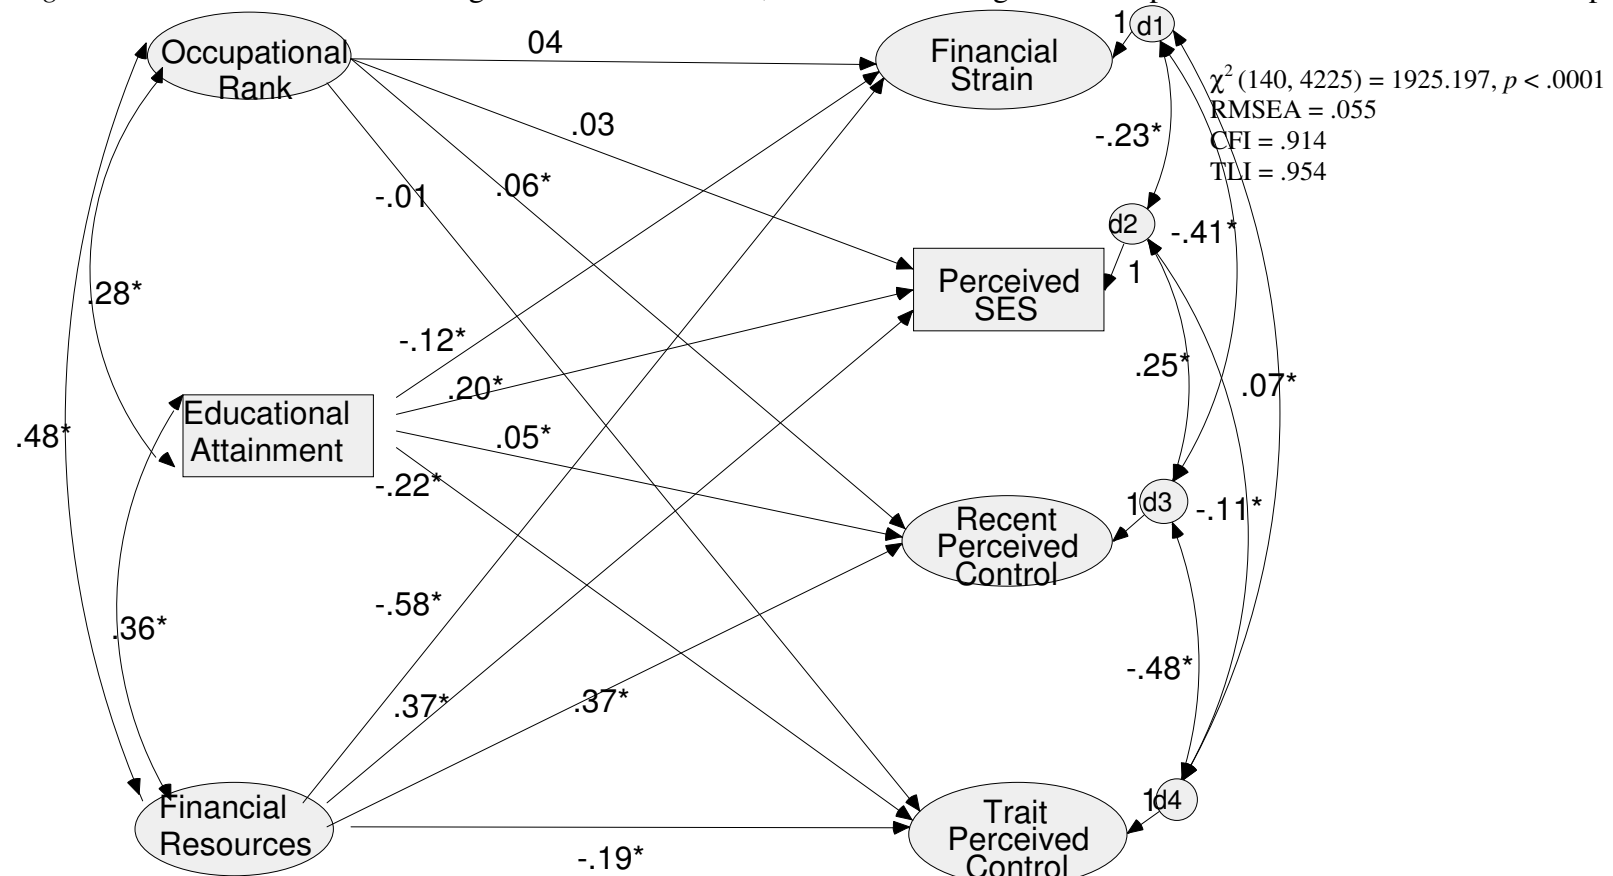 Occupational
Rank
04
Financial
Strain
1
d1
χ2 (140, 4225) = 1925.197, p < .0001
RMSEA = .055
CFI = .914
TLI = .954
.03
-.23*
-.01
.06*
d2
-.41*
1
Perceived
SES
.28*
-.12*
.20*
.25*
.07*
Educational
Attainment
.48*
.05*
-.22*
1
d3
-.11*
Recent
Perceived
Control
-.58*
.36*
-.48*
.37*
.37*
Financial
Resources
1
d4
Trait
Perceived
Control
-.19*